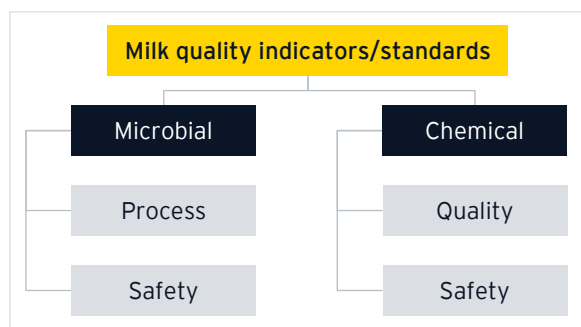 Milk quality indicators/standards
Microbial
Chemical
Process
Quality
Safety
Safety